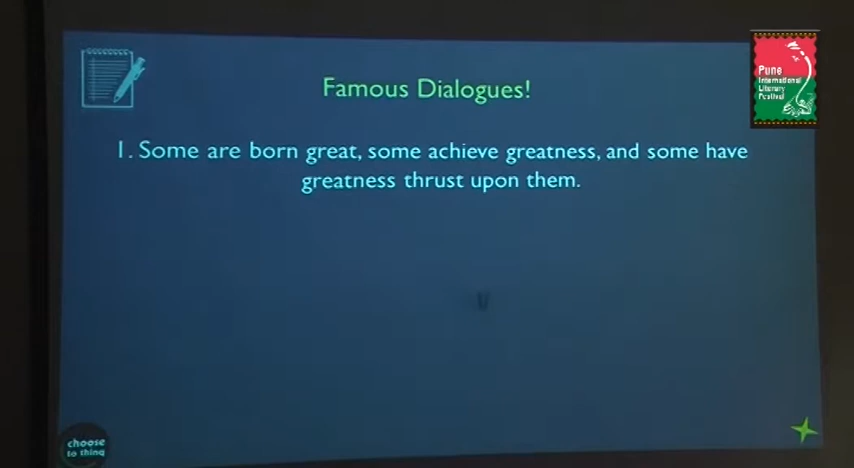 Famous Dialogues!
1. Some are born great, some achieve greatness, and some have
greatness thrust upon them.
Pune
International
Literary
Festival
choose
to thinq